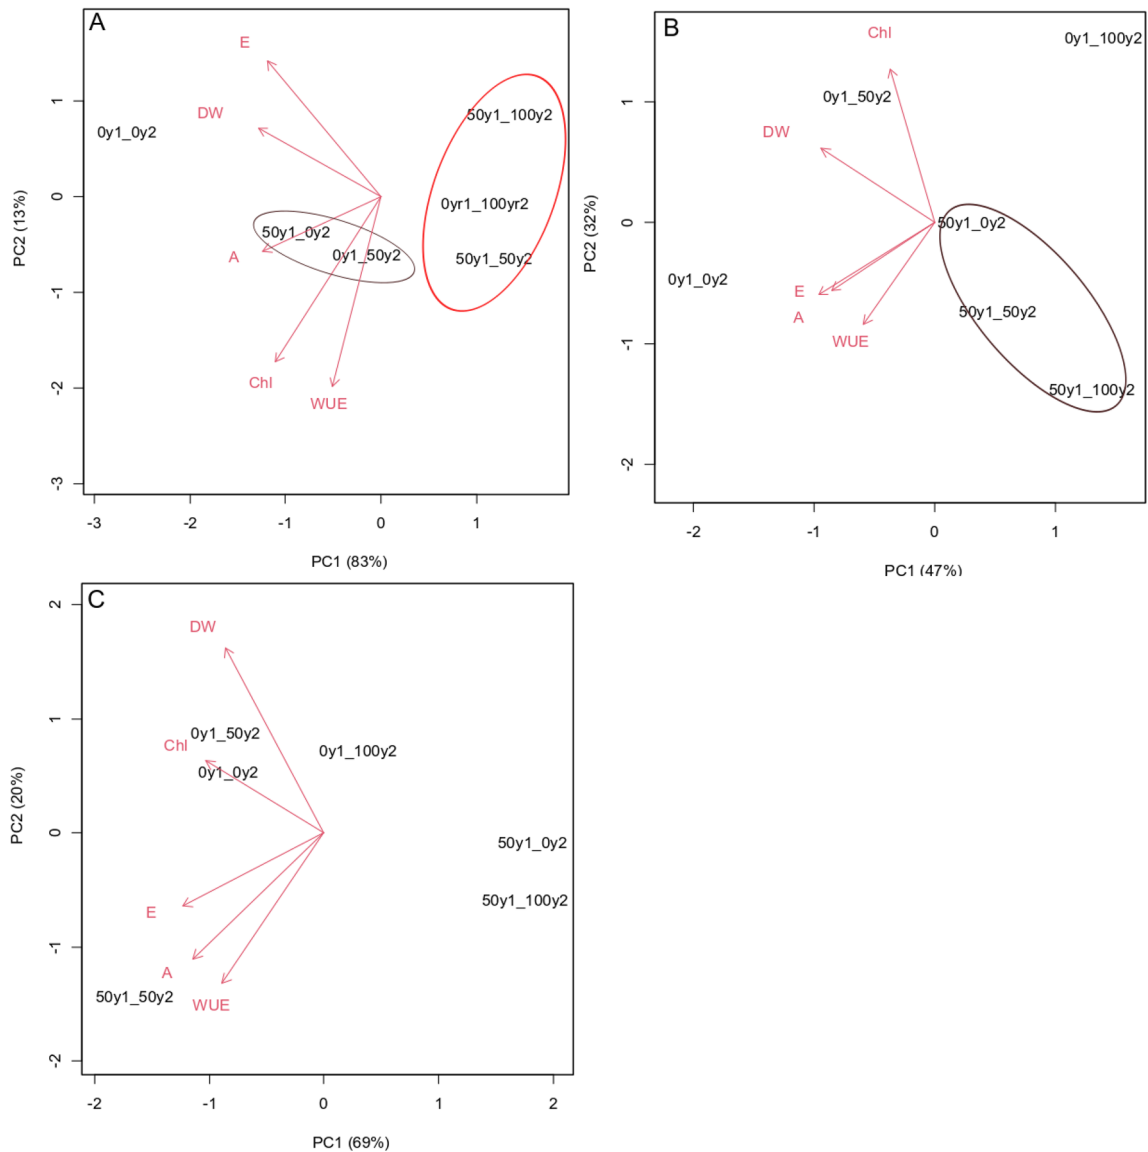 A
E
DW
0y1_0y2
50y1_100y2
0yr1_100yr2
50y1_50y2
50y1_0y2
0y1_50y2
A
Chl
WUE
1
0
-1
-2
-3
PC2 (13%)
-3
-2
-1
0
1
PC1 (83%)
B
Chl
0y1_100y2
0y1_50y2
DW
50y1_0y2
0y1_0y2
E
A
WUE
50y1_50y2
50y1_100y2
1
0
-1
-2
PC2 (32%)
-2
-1
0
1
PC1 (47%)
C
DW
0y1_50y2
Chl
0y1_0y2
0y1_100y2
50y1_0y2
50y1_100y2
E
A
50y1_50y2
WUE
2
1
0
-1
-2
PC2 (20%)
-2
-1
0
1
2
PC1 (69%)